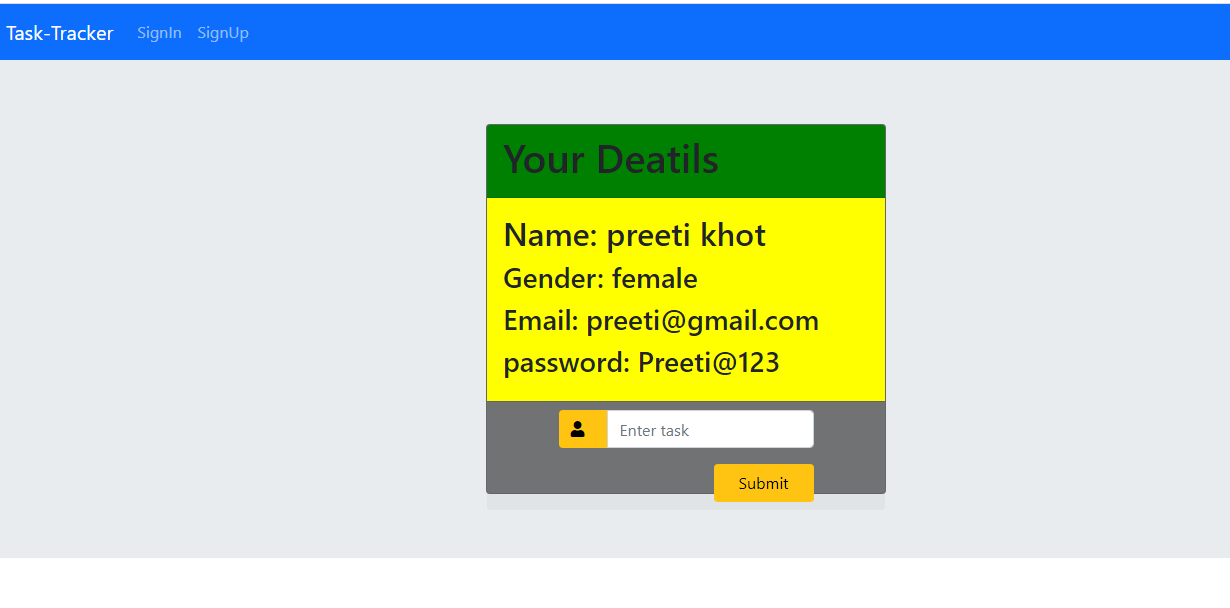 Task-Tracker SignIn SignUp
Your Deatils
Name: preeti khot
Gender: female
Email: preeti@gmail.com
password: Preeti@123
Enter task
Submit